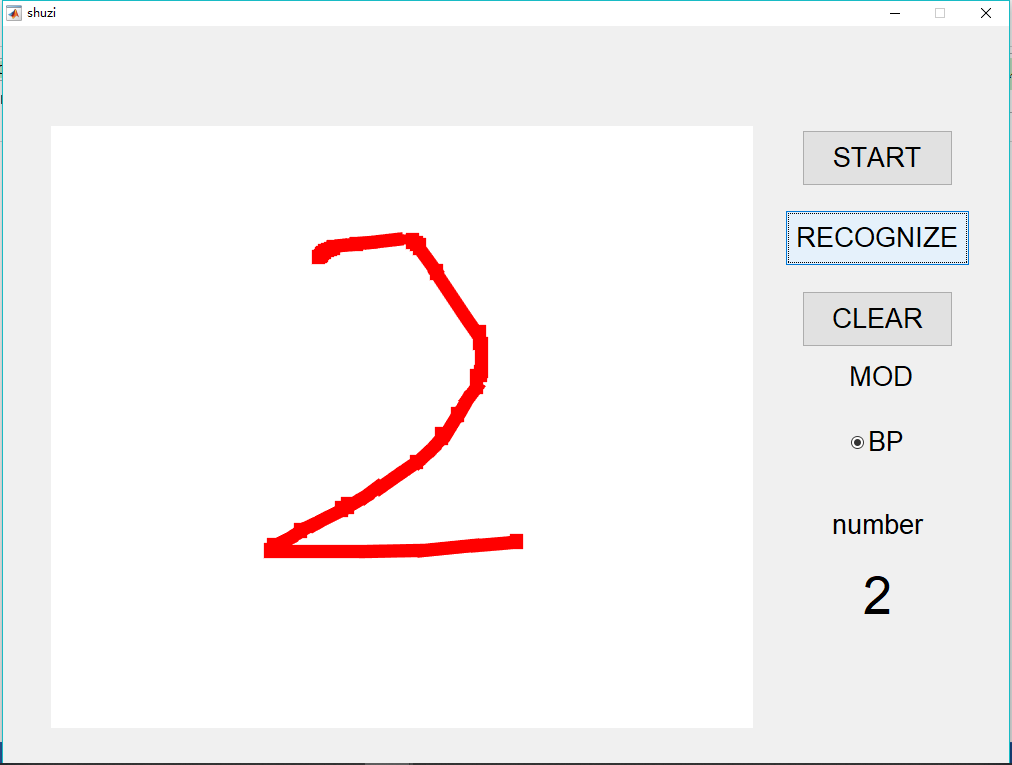 shuzi
2
START
RECOGNIZE
CLEAR
MOD
BP
number
2